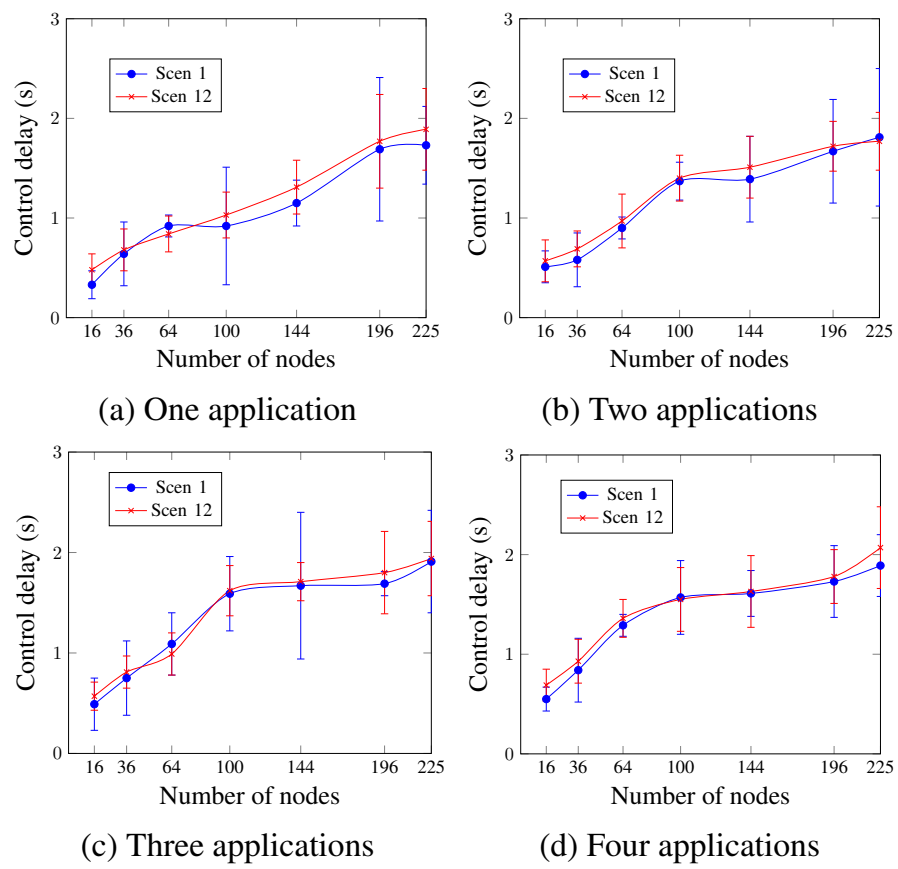 3
2
1
0
Control delay (s)
Scen 1
Scen 12
16 36 64 100 144 196 225
Number of nodes
(a) One application
3
2
1
0
Control delay (s)
Scen 1
Scen 12
16 36 64 100 144 196 225
Number of nodes
(b) Two applications
3
2
1
0
Control delay (s)
Scen 1
Scen 12
16 36 64 100 144 196 225
Number of nodes
(c) Three applications
3
2
1
0
Control delay (s)
Scen 1
Scen 12
16 36 64 100 144 196 225
Number of nodes
(d) Four applications